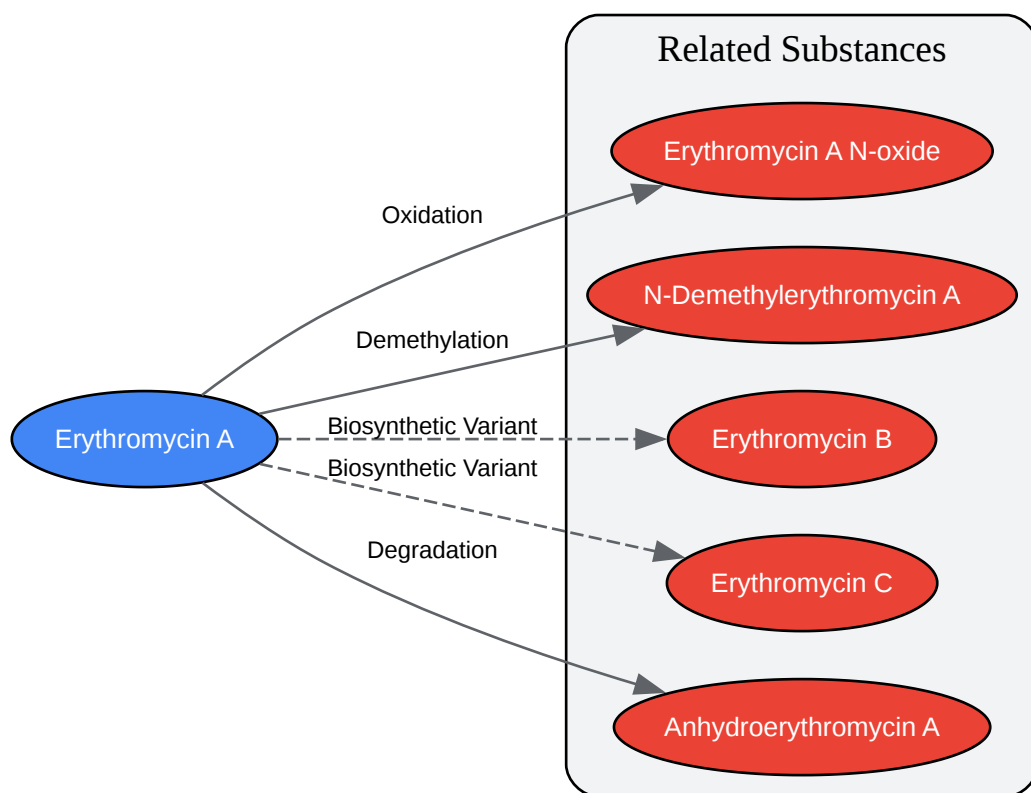 Related Substances
Erythromycin A N-oxide
Oxidation
N-Demethylerythromycin A
Demethylation
Erythromycin A
Biosynthetic Variant
Erythromycin B
Biosynthetic Variant
Degradation
Erythromycin C
Anhydroerythromycin A